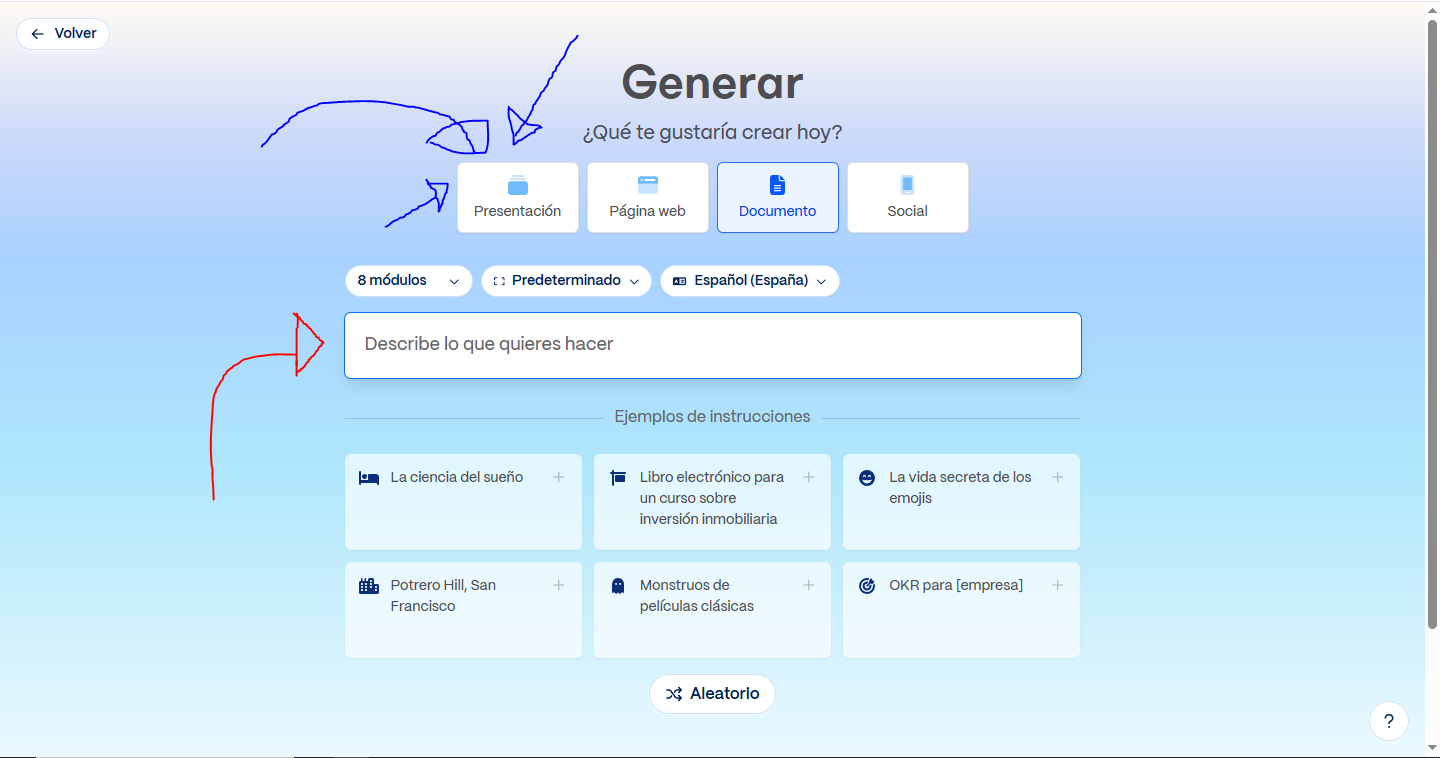 Volver
Generar
¿Qué te gustaría crear hoy?
Presentación
Página web
Documento
Social
8 módulos
Predeterminado
Español (España)
Describe lo que quieres hacer
Ejemplos de instrucciones
La ciencia del sueño
Libro electrónico para
un curso sobre
inversión inmobiliaria
La vida secreta de los
emojis
Potrero Hill, San
Francisco
Monstruos de
películas clásicas
OKR para [empresa]
Aleatorio
?